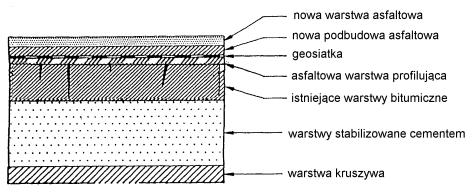 nowa warstwa asfaltowa
nowa podbudowa asfaltowa
geosiatka
asfaltowa warstwa profilująca
istniejące warstwy bitumiczne
warstwy stabilizowane cementem
warstwa kruszywa